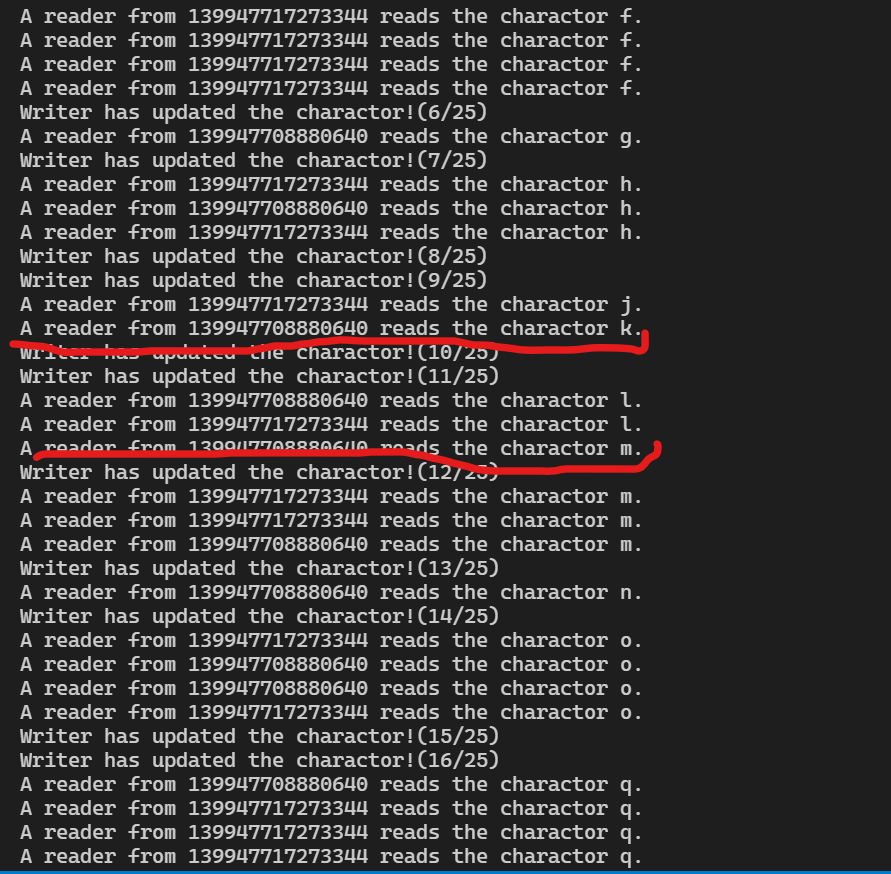 A reader from 139947717273344 reads the charactor f.
A reader from 139947717273344 reads the charactor f.
A reader from 139947717273344 reads the charactor f.
A reader from 139947717273344 reads the charactor f.
Writer has updated the charactor!(6/25)
A reader from 139947708880640 reads the charactor g.
Writer has updated the charactor!(7/25)
A reader from 139947717273344 reads the charactor h.
A reader from 139947708880640 reads the charactor h.
A reader from 139947717273344 reads the charactor h.
Writer has updated the charactor!(8/25)
Writer has updated the charactor!(9/25)
A reader from 139947717273344 reads the charactor j.
A reader from 139947708880640 reads the charactor k.
Writer has updated the charactor!(10/25)
Writer has updated the charactor!(11/25)
A reader from 139947708880640 reads the charactor l.
A reader from 139947717273344 reads the charactor l.
A reader from 139947708880640 reads the charactor m.
Writer has updated the charactor!(12/25)
A reader from 139947717273344 reads the charactor m.
A reader from 139947717273344 reads the charactor m.
A reader from 139947708880640 reads the charactor m.
Writer has updated the charactor!(13/25)
A reader from 139947708880640 reads the charactor n.
Writer has updated the charactor!(14/25)
A reader from 139947717273344 reads the charactor o.
A reader from 139947708880640 reads the charactor o.
A reader from 139947708880640 reads the charactor o.
A reader from 139947717273344 reads the charactor o.
Writer has updated the charactor!(15/25)
Writer has updated the charactor!(16/25)
A reader from 139947708880640 reads the charactor q.
A reader from 139947717273344 reads the charactor q.
A reader from 139947717273344 reads the charactor q.
A reader from 139947717273344 reads the charactor q.